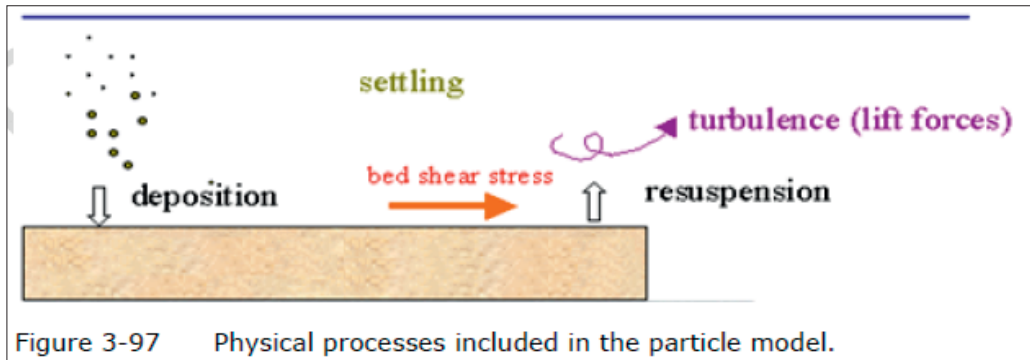 settling
turbulence (lift forces)
bed shear stress
deposition
resuspension
Figure 3-97 Physical processes included in the particle model.